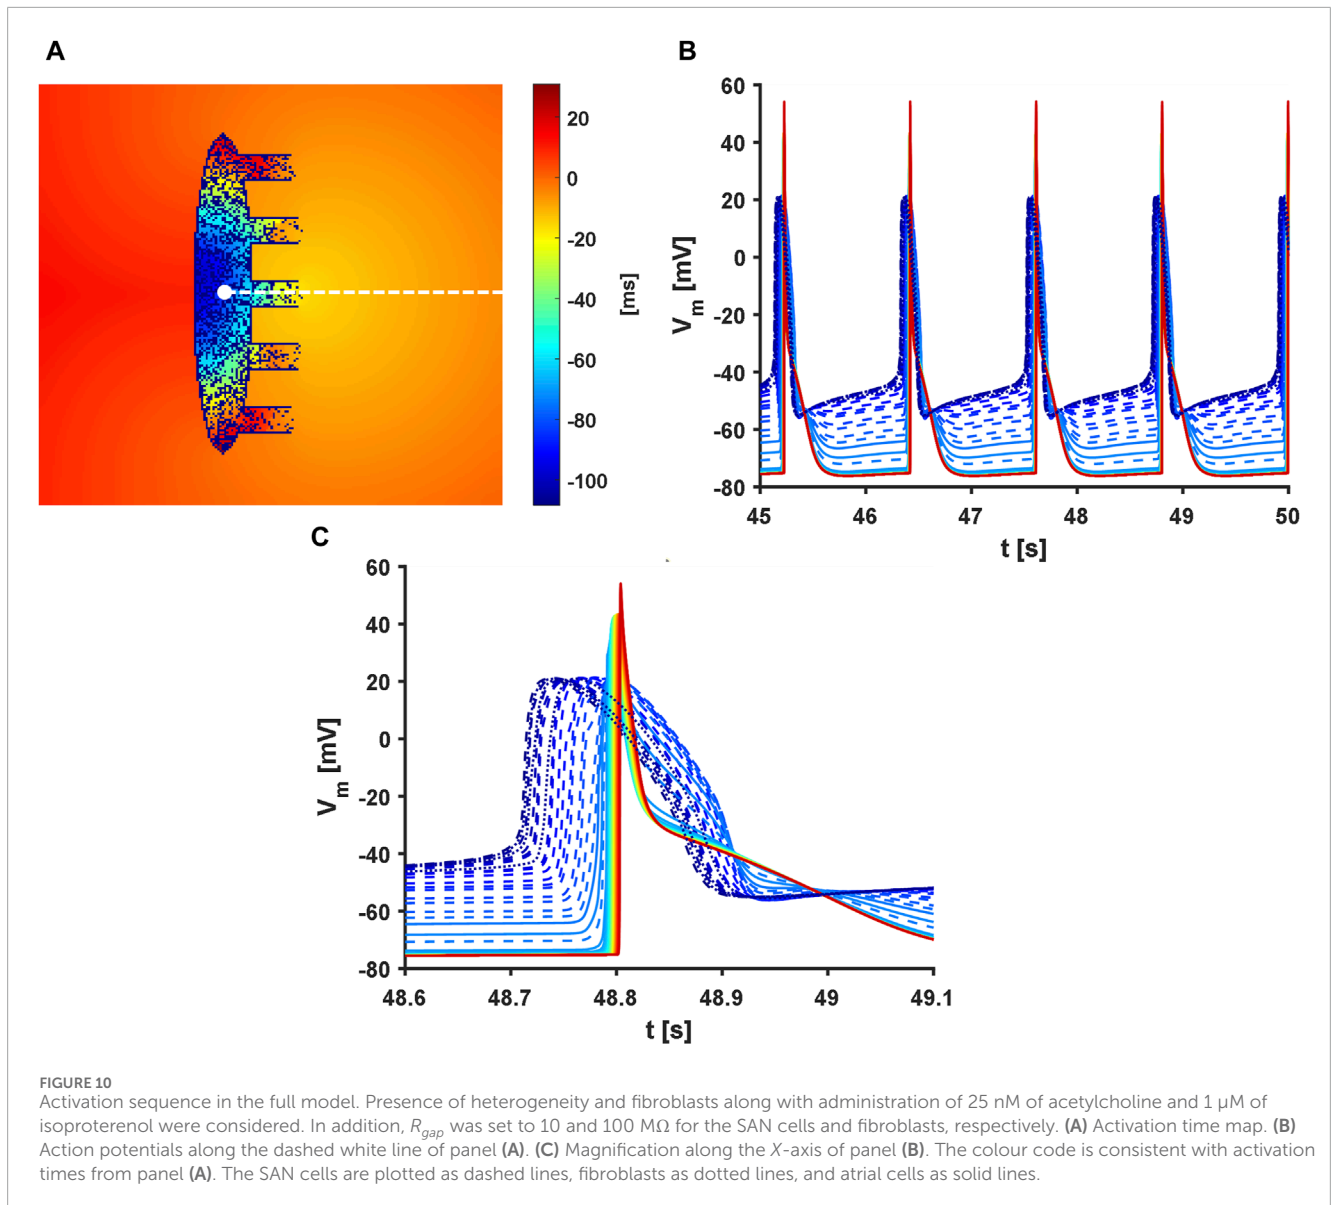 A
20
0
-20
-40
-60
-80
-100
[ms]
B
60
40
20
0
-20
-40
-60
-80
V_m [mV]
45
46
47
48
49
50
t [s]
C
60
40
20
0
-20
-40
-60
-80
V_m [mV]
48.6
48.7
48.8
48.9
49
49.1
t [s]
FIGURE 10
Activation sequence in the full model. Presence of heterogeneity and fibroblasts along with administration of 25 nM of acetylcholine and 1 µM of
isoproterenol were considered. In addition, R_gap was set to 10 and 100 MΩ for the SAN cells and fibroblasts, respectively. (A) Activation time map. (B)
Action potentials along the dashed white line of panel (A). (C) Magnification along the X-axis of panel (B). The colour code is consistent with activation
times from panel (A). The SAN cells are plotted as dashed lines, fibroblasts as dotted lines, and atrial cells as solid lines.